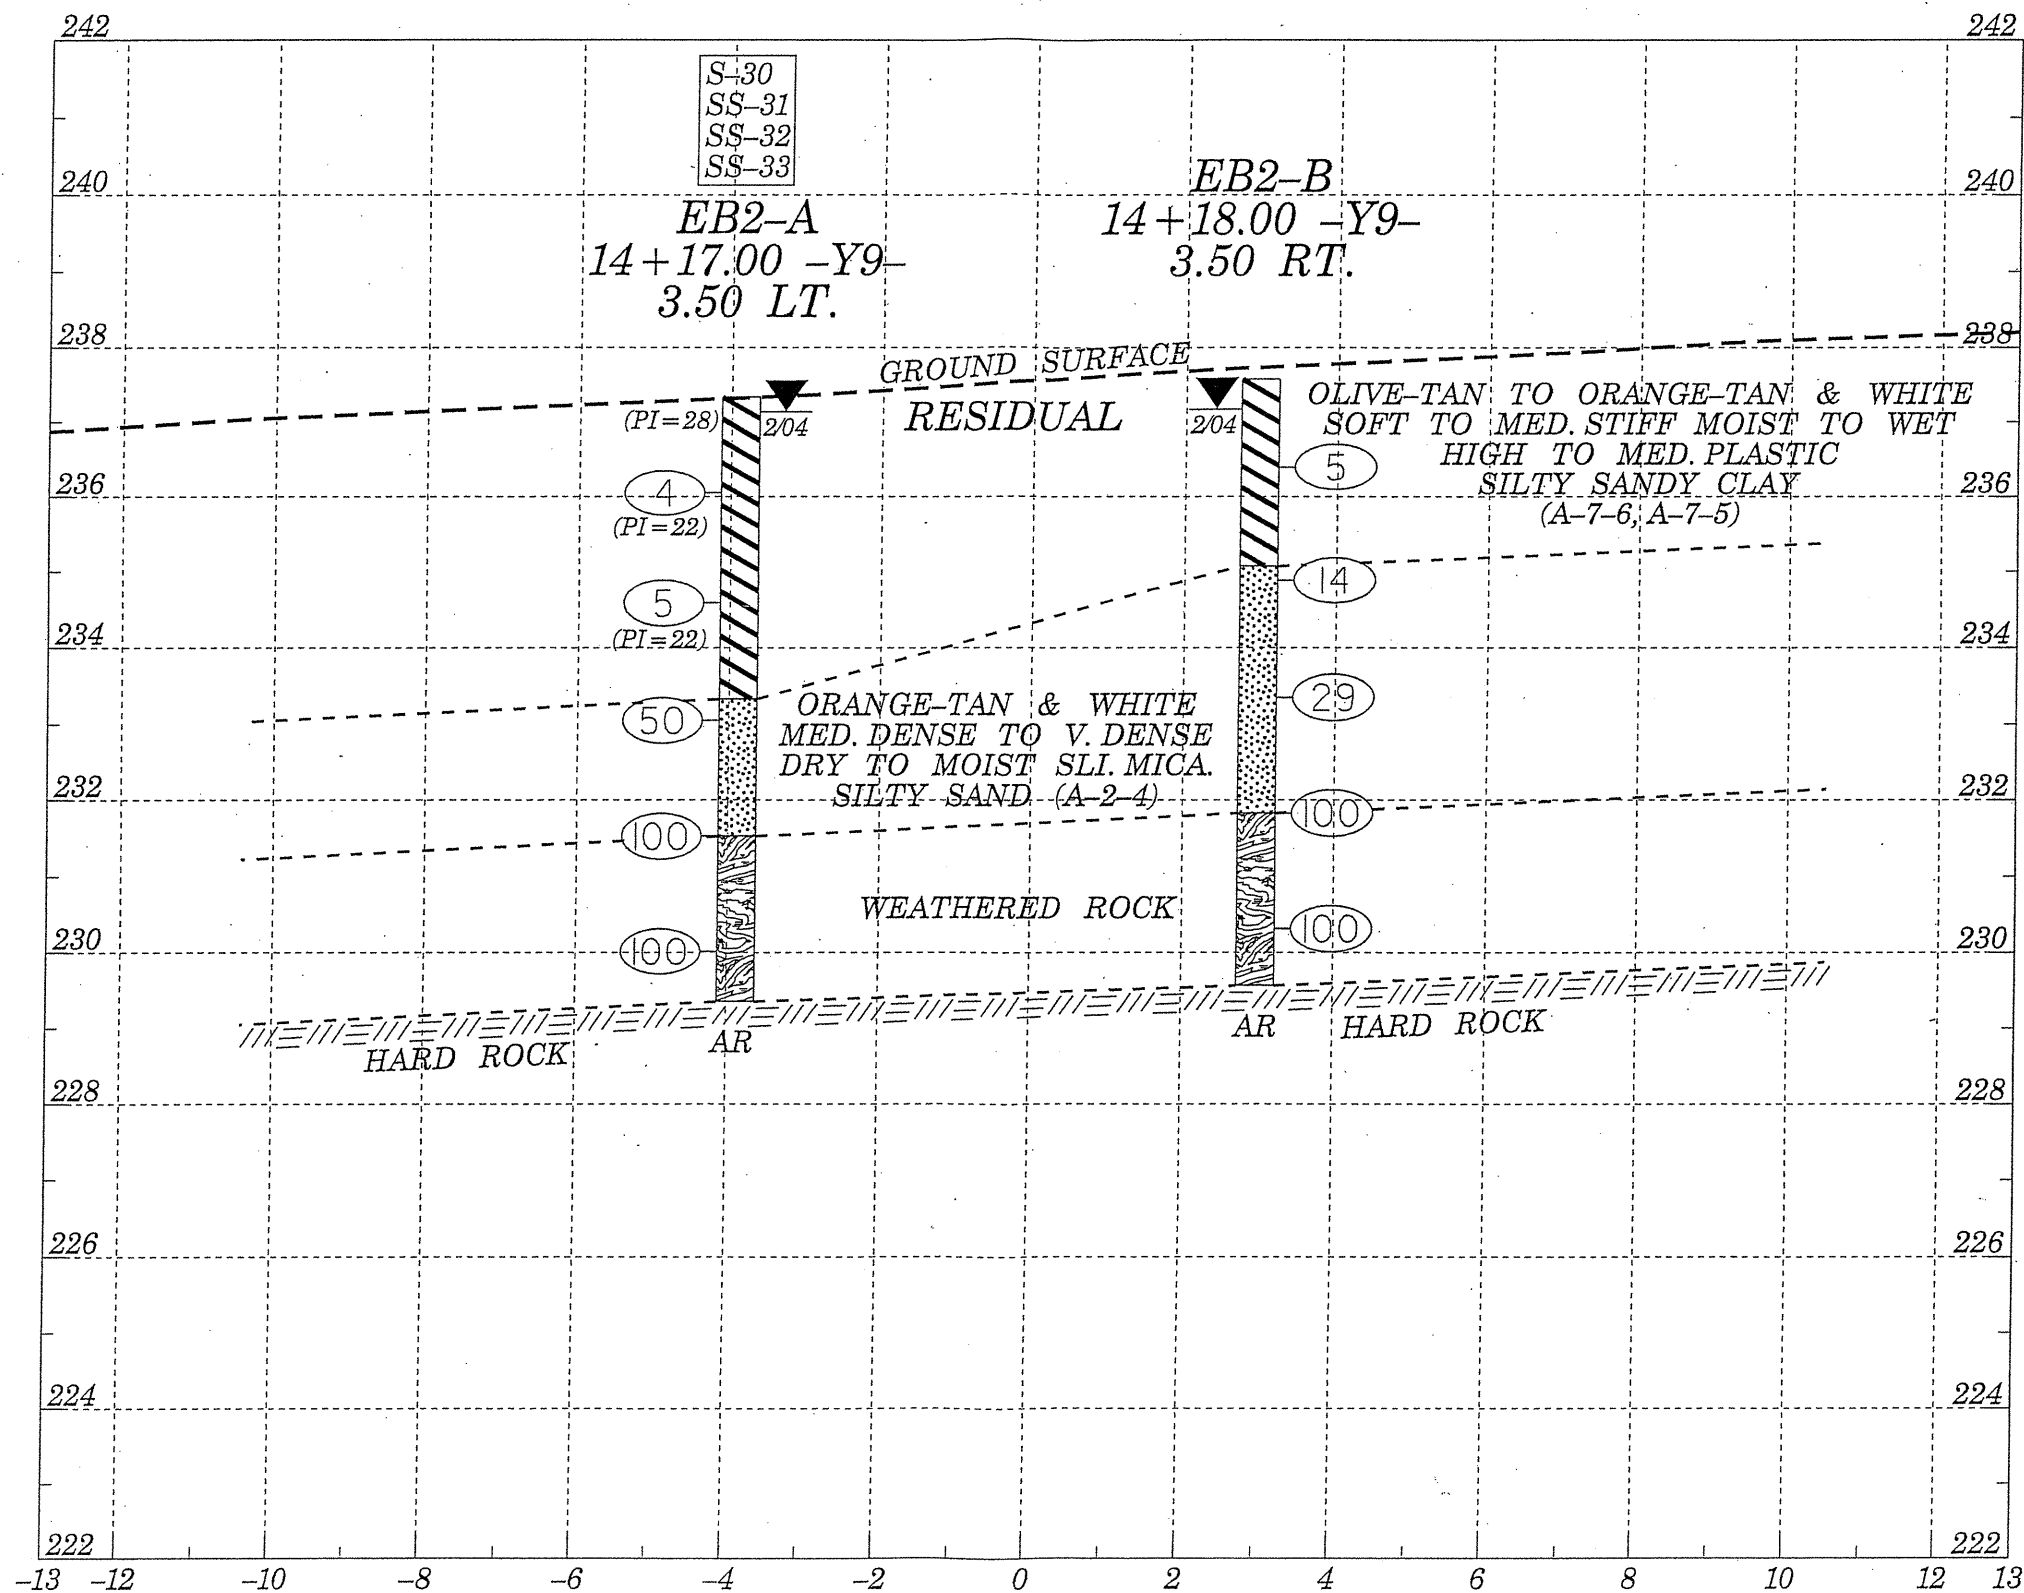 242
242
S-30
SS-31
SS-32
SS-33
240
240
EB2-A
14+17.00 -Y9-
3.50 LT.
EB2-B
14+18.00 -Y9-
3.50 RT.
238
238
GROUND SURFACE
RESIDUAL
(PI=28)
2/04
2/04
OLIVE-TAN TO ORANGE-TAN & WHITE
SOFT TO MED. STIFF MOIST TO WET
HIGH TO MED. PLASTIC
SILTY SANDY CLAY
(A-7-6, A-7-5)
236
236
4
(PI=22)
5
5
(PI=22)
14
234
234
50
29
ORANGE-TAN & WHITE
MED. DENSE TO V. DENSE
DRY TO MOIST SLI. MICA.
SILTY SAND (A-2-4)
232
232
100
100
WEATHERED ROCK
230
230
100
100
HARD ROCK
AR
AR
HARD ROCK
228
228
226
226
224
224
222
222
-13 -12 -10 -8 -6 -4 -2 0 2 4 6 8 10 12 13